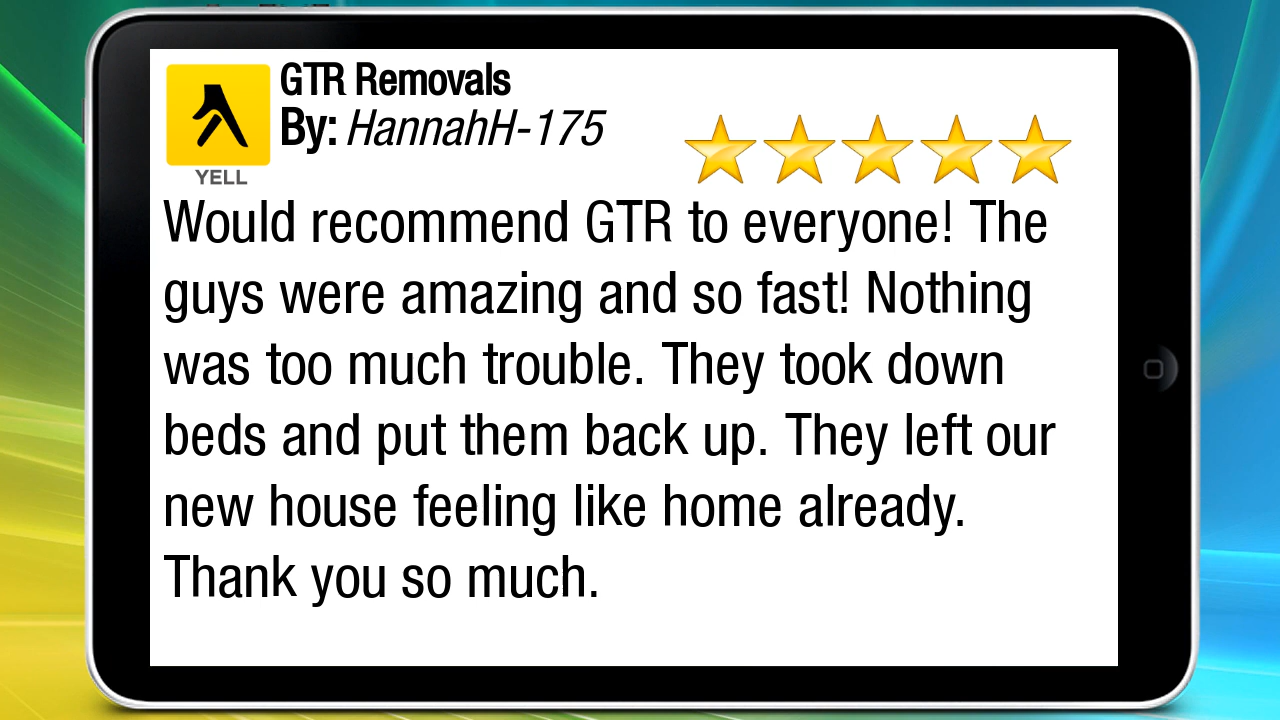 GTR Removals
By: HannahH-175
YELL
Would recommend GTR to everyone! The
guys were amazing and so fast! Nothing
was too much trouble. They took down
beds and put them back up. They left our
new house feeling like home already.
Thank you so much.